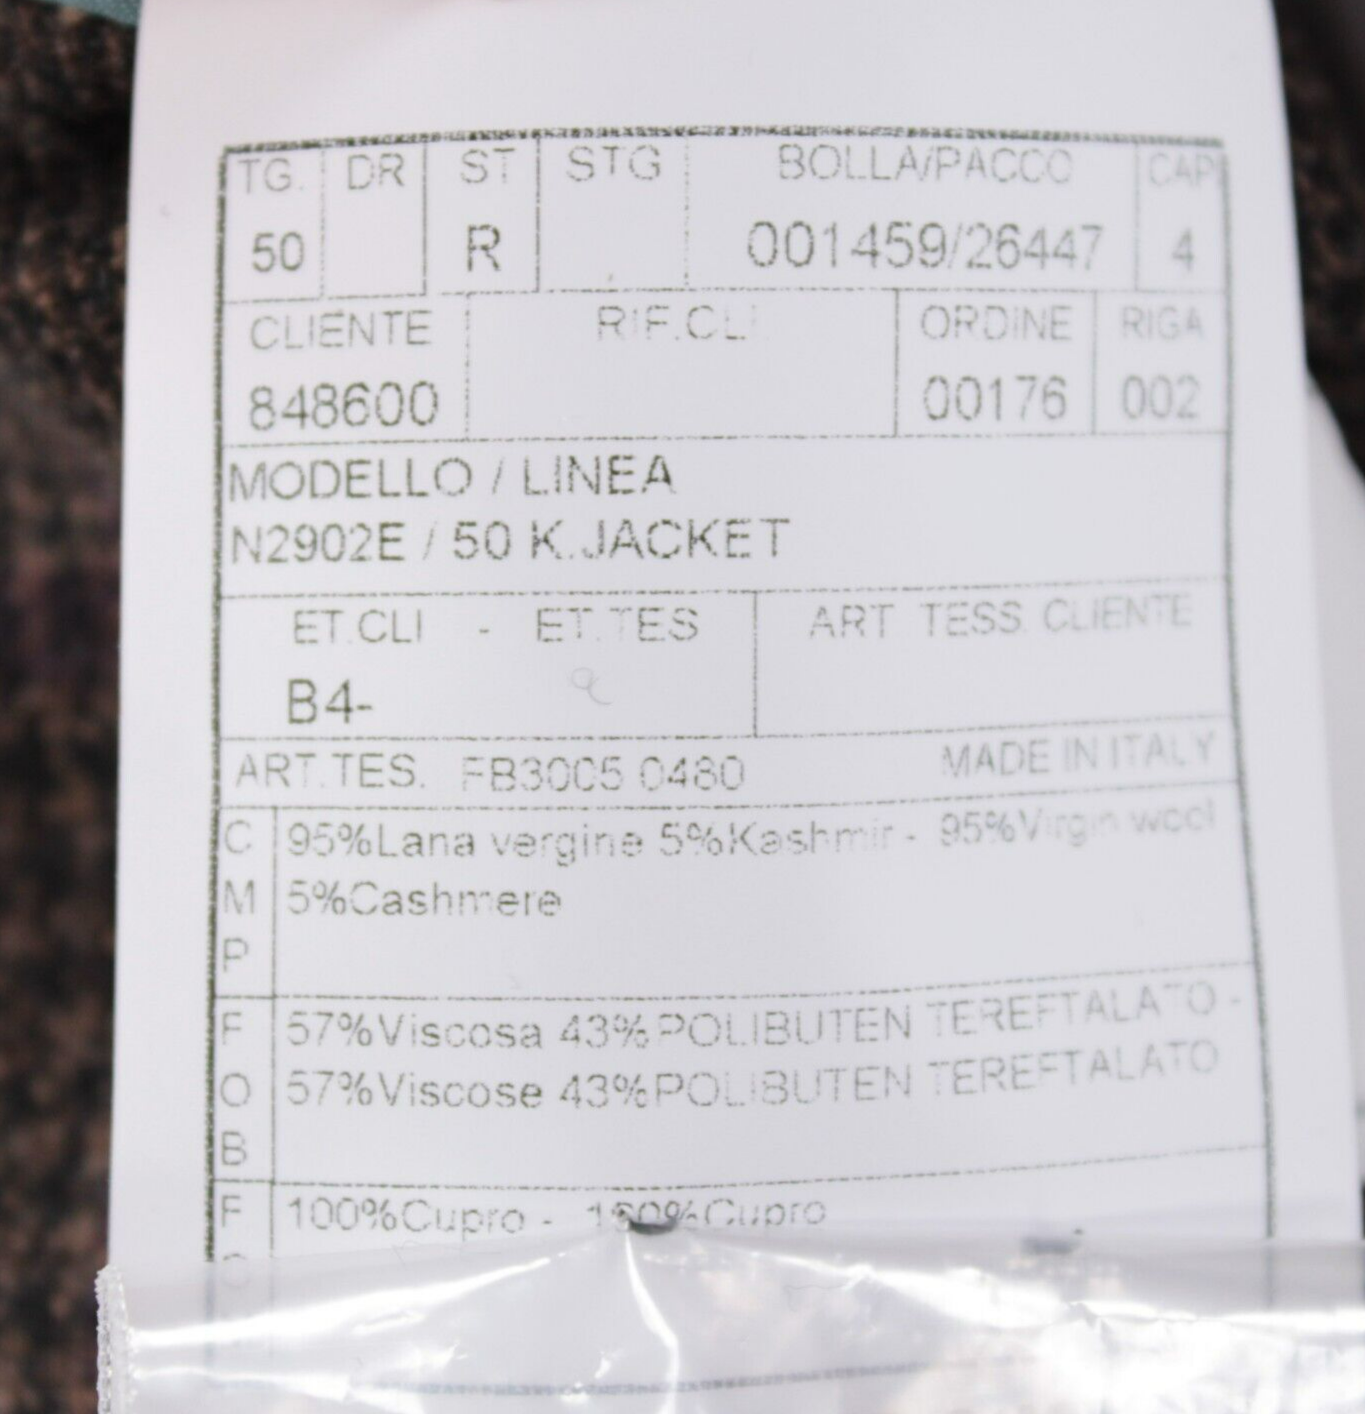 TG. DR ST STG BOLLA/PACCO CAPI
50 R 001459/26447 4
CLIENTE RIF.CLI ORDINE RIGA
848600 00176 002
MODELLO / LINEA
N2902E / 50 K.JACKET
ET.CLI - ET.TES ART TESS CLIENTE
B4-
ART.TES. FB3005 0480 MADE IN ITALY
C 95%Lana vergine 5%Kashmir - 95%Virgin wool
M 5%Cashmere
P
F 57%Viscosa 43%POLIBUTEN TEREFTALATO -
O 57%Viscose 43%POLIBUTEN TEREFTALATO
B
F 100%Cupro - 100%Cupro
O